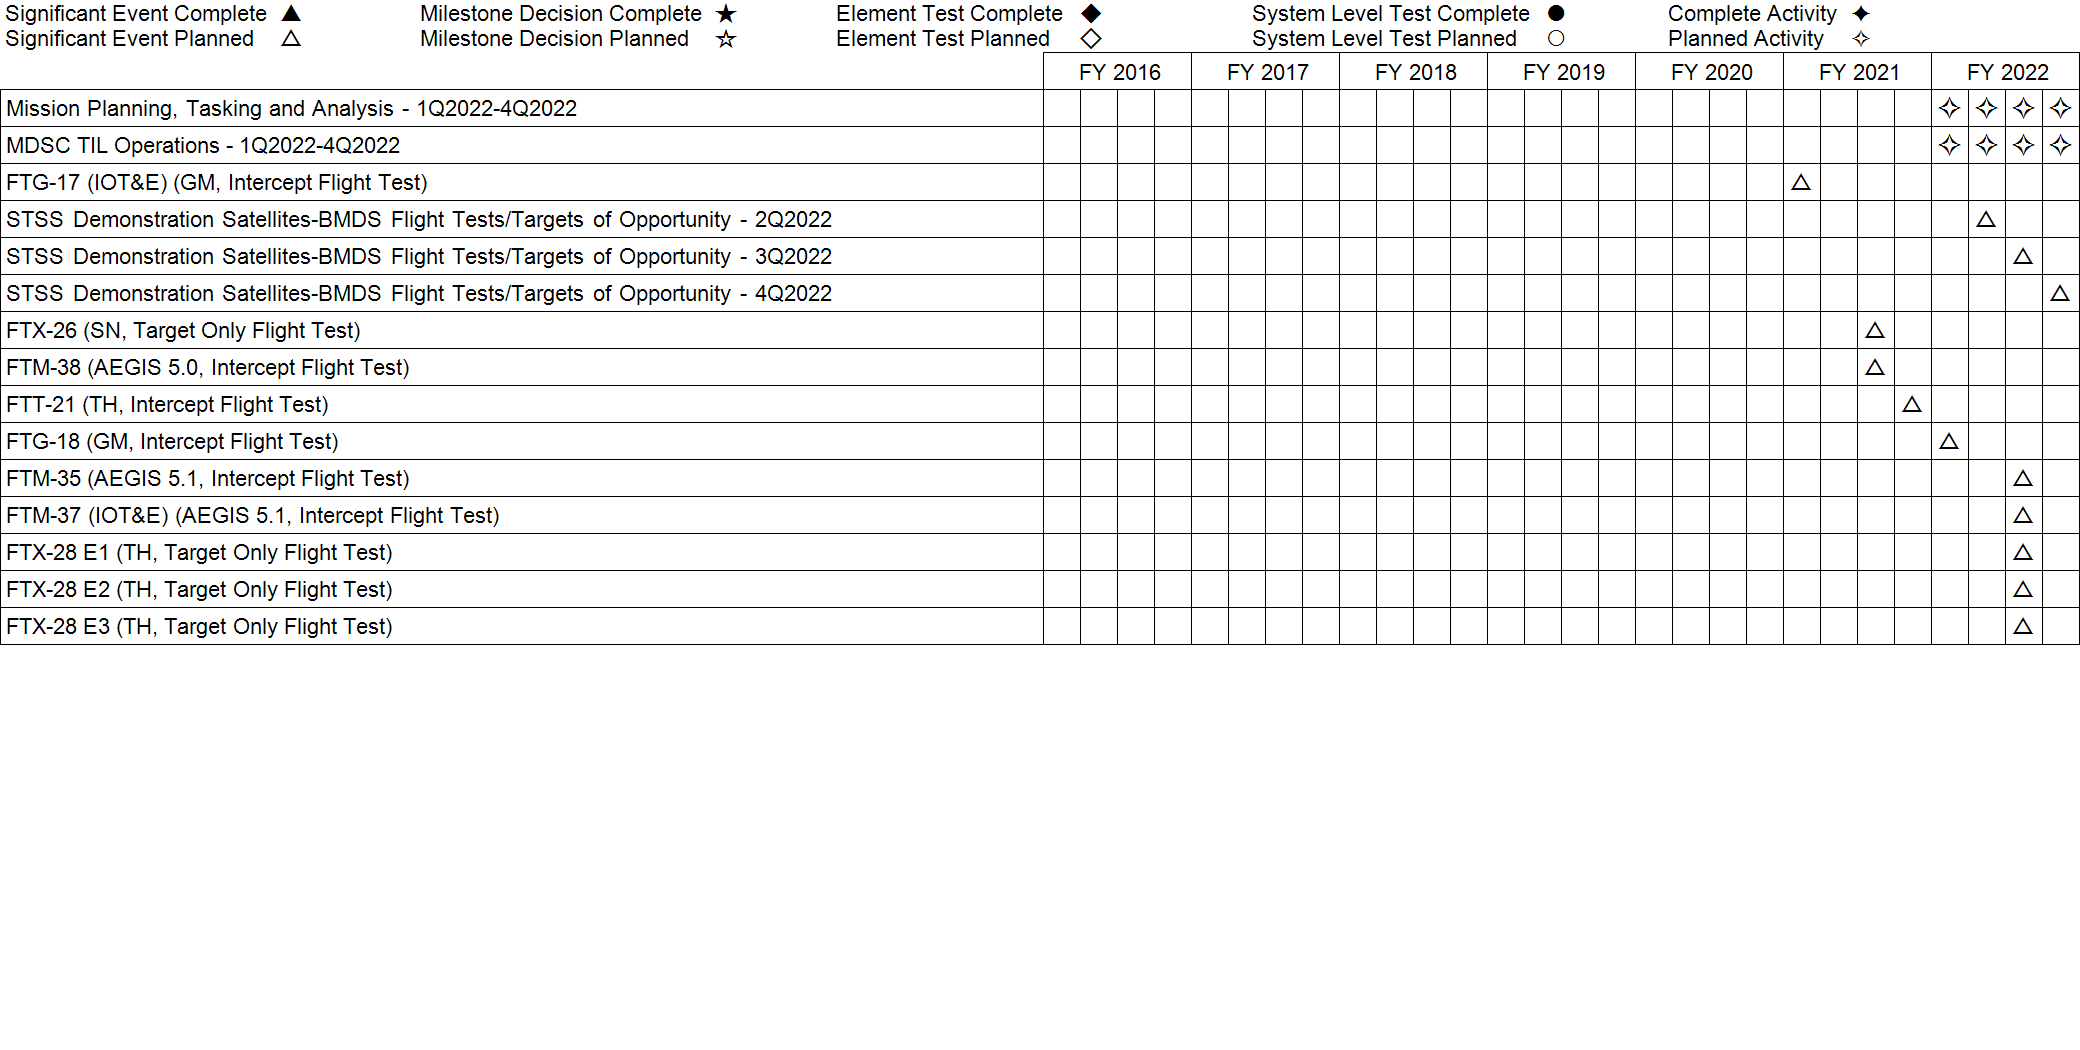 Significant Event Complete ▲ Milestone Decision Complete ★ Element Test Complete ◆ System Level Test Complete ● Complete Activity ✦
Significant Event Planned △ Milestone Decision Planned ☆ Element Test Planned ◇ System Level Test Planned ○ Planned Activity ✧
FY 2016 FY 2017 FY 2018 FY 2019 FY 2020 FY 2021 FY 2022
Mission Planning, Tasking and Analysis - 1Q2022-4Q2022 ✧ ✧ ✧ ✧
MDSC TIL Operations - 1Q2022-4Q2022 ✧ ✧ ✧ ✧
FTG-17 (IOT&E) (GM, Intercept Flight Test) △
STSS Demonstration Satellites-BMDS Flight Tests/Targets of Opportunity - 2Q2022 △
STSS Demonstration Satellites-BMDS Flight Tests/Targets of Opportunity - 3Q2022 △
STSS Demonstration Satellites-BMDS Flight Tests/Targets of Opportunity - 4Q2022 △
FTX-26 (SN, Target Only Flight Test) △
FTM-38 (AEGIS 5.0, Intercept Flight Test) △
FTT-21 (TH, Intercept Flight Test) △
FTG-18 (GM, Intercept Flight Test) △
FTM-35 (AEGIS 5.1, Intercept Flight Test) △
FTM-37 (IOT&E) (AEGIS 5.1, Intercept Flight Test) △
FTX-28 E1 (TH, Target Only Flight Test) △
FTX-28 E2 (TH, Target Only Flight Test) △
FTX-28 E3 (TH, Target Only Flight Test) △